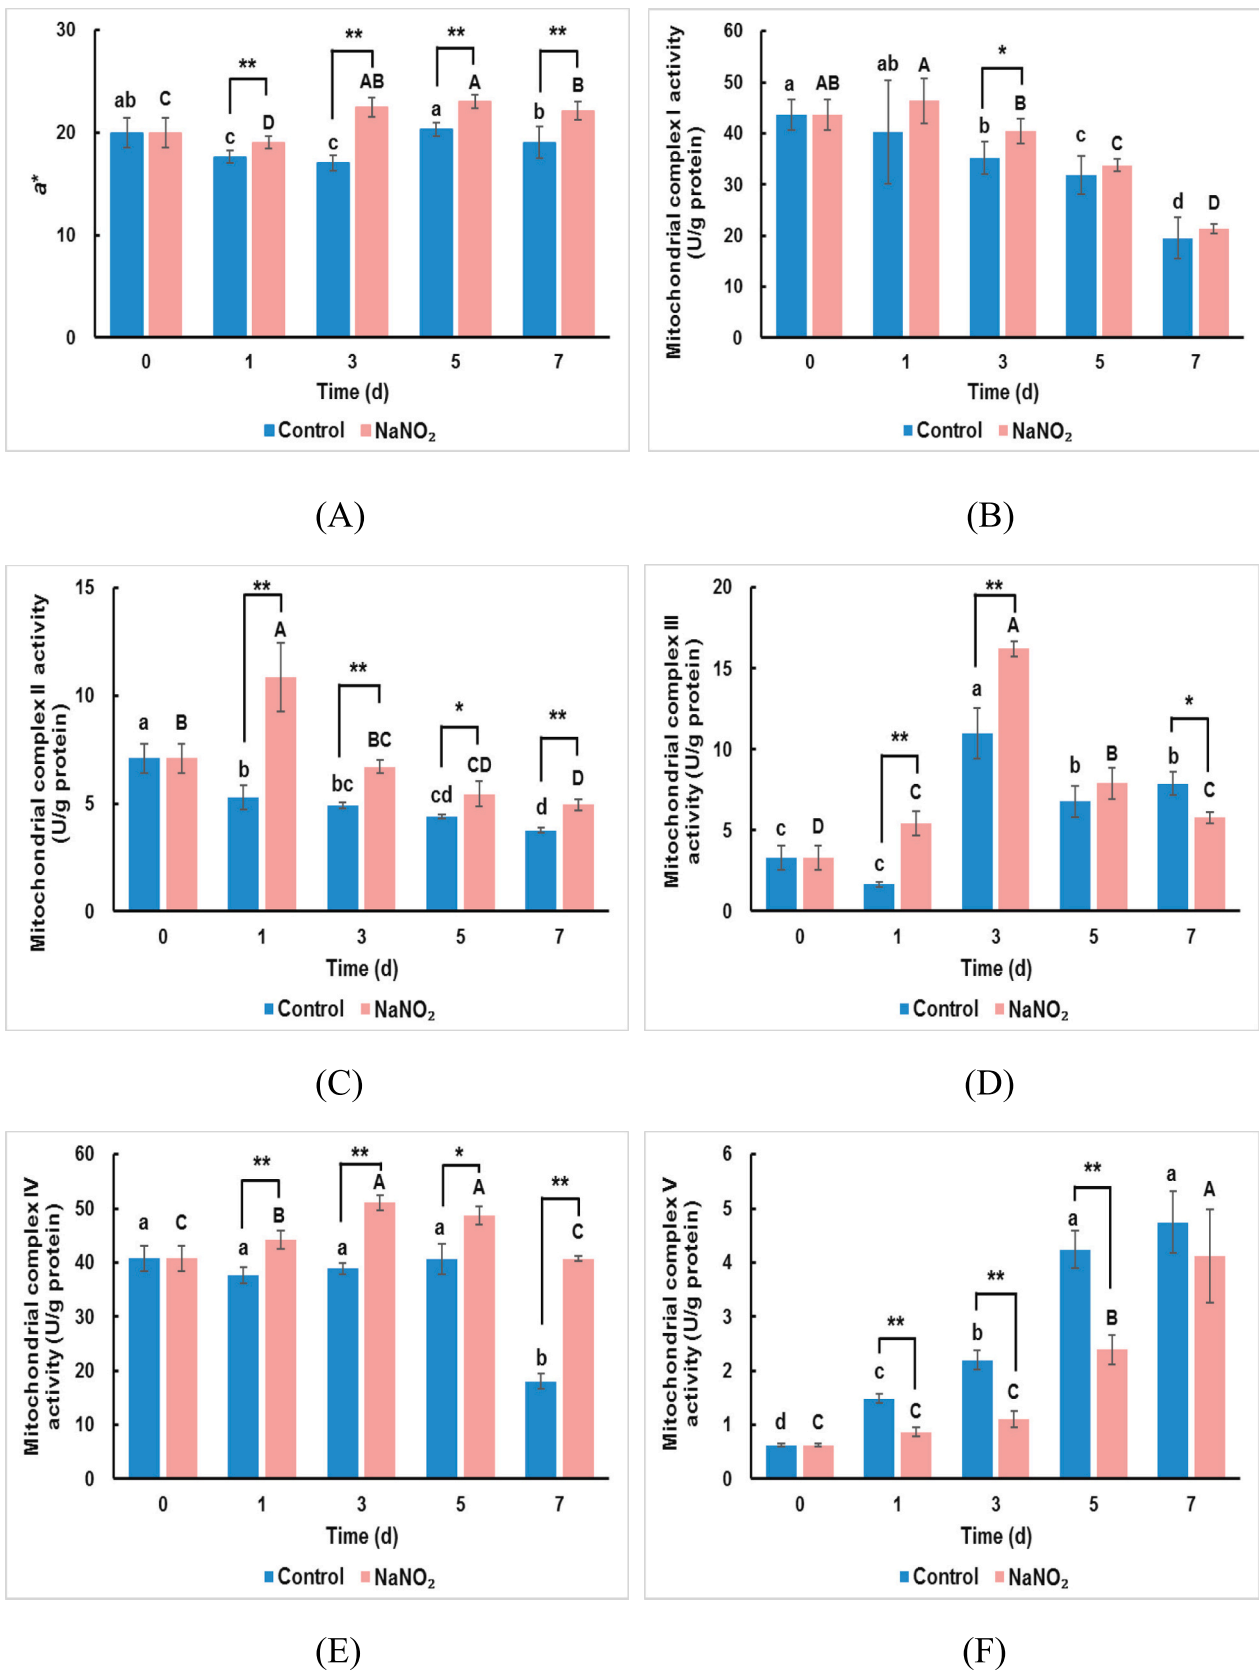 30
20
10
0
a*
ab
C
c
D
**
c
AB
**
a
A
**
b
B
**
0 1 3 5 7
Time (d)
Control NaNO₂
(A)
60
50
40
30
20
10
0
Mitochondrial complex I activity
(U/g protein)
a
AB
ab
A
b
B
*
c
C
d
D
0 1 3 5 7
Time (d)
Control NaNO₂
(B)
15
10
5
0
Mitochondrial complex II activity
(U/g protein)
a
B
b
A
**
bc
BC
**
cd
CD
*
d
D
**
0 1 3 5 7
Time (d)
Control NaNO₂
(C)
20
15
10
5
0
Mitochondrial complex III
activity (U/g protein)
c
D
c
C
**
a
A
**
b
B
b
C
*
0 1 3 5 7
Time (d)
Control NaNO₂
(D)
60
50
40
30
20
10
0
Mitochondrial complex IV
activity (U/g protein)
a
C
a
B
**
a
A
**
a
A
*
b
C
**
0 1 3 5 7
Time (d)
Control NaNO₂
(E)
6
5
4
3
2
1
0
Mitochondrial complex V
activity (U/g protein)
d
C
c
C
**
b
C
**
a
B
**
a
A
0 1 3 5 7
Time (d)
Control NaNO₂
(F)